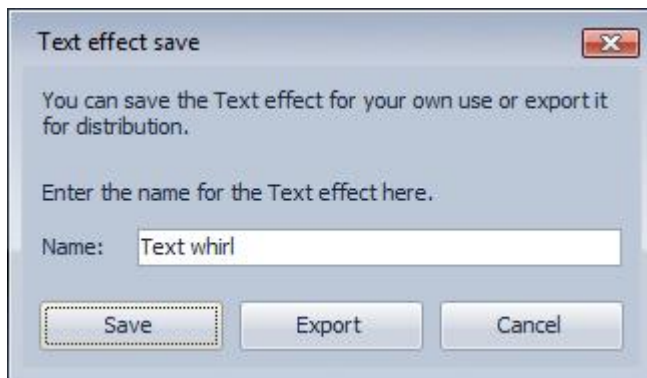 Text effect save
You can save the Text effect for your own use or export it
for distribution.
Enter the name for the Text effect here.
Name: Text whirl
Save Export Cancel